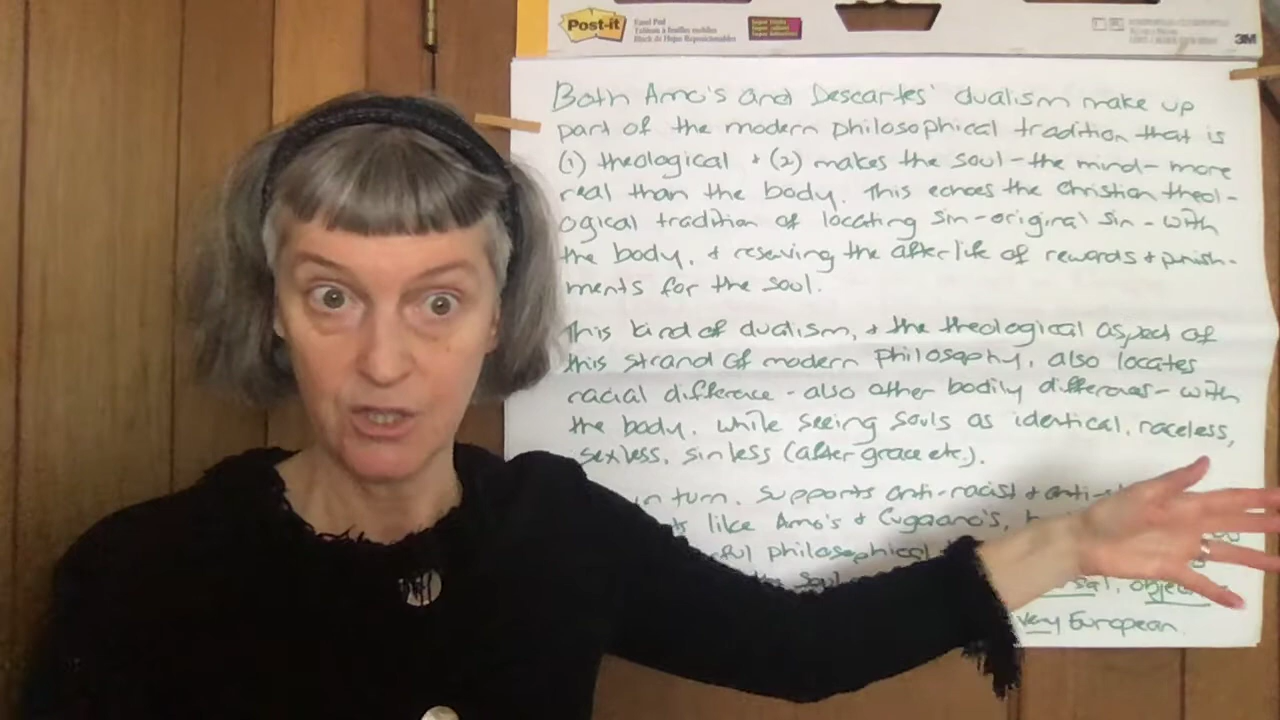 Post-it
Easel Pad
Tableau à feuilles mobiles
3M
Both Amo's and Descartes' dualism make up
part of the modern philosophical tradition that is
(1) theological + (2) makes the soul - the mind - more
real than the body. This echoes the Christian theol-
ogical tradition of locating sin - original sin - with
the body, + reserving the afterlife of rewards + punish-
ments for the soul.
This kind of dualism, + the theological aspect of
this strand of modern philosophy, also locates
racial difference - also other bodily differences - with
the body, while seeing souls as identical, raceless,
sexless, sinless (after grace etc.).
in turn, supports anti-racist + anti-
like Amo's + Cugoano's,
philosophical
the soul
object
very European.